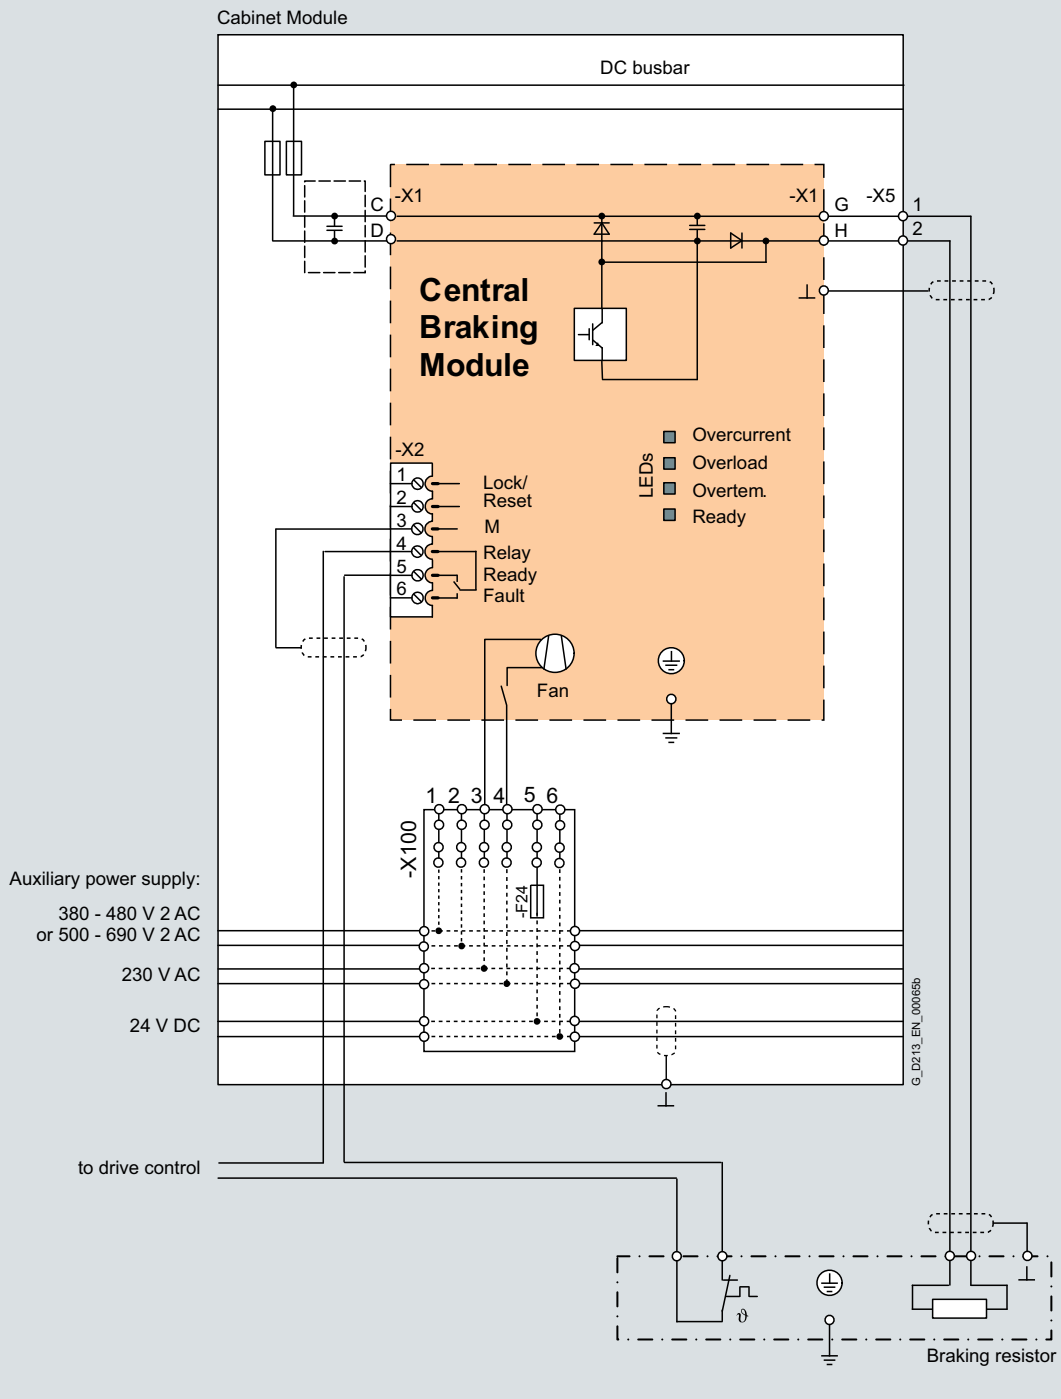 Cabinet Module
DC busbar
C
-X1
-X1
G
-X5
1
D
H
2
Central
Braking
Module
-X2
1
2
3
4
5
6
Lock/
Reset
M
Relay
Ready
Fault
LEDs
Overcurrent
Overload
Overtem.
Ready
Fan
1 2 3 4 5 6
-X100
-F24
Auxiliary power supply:
380 - 480 V 2 AC
or 500 - 690 V 2 AC
230 V AC
24 V DC
G_D213_EN_00065b
to drive control
ϑ
Braking resistor